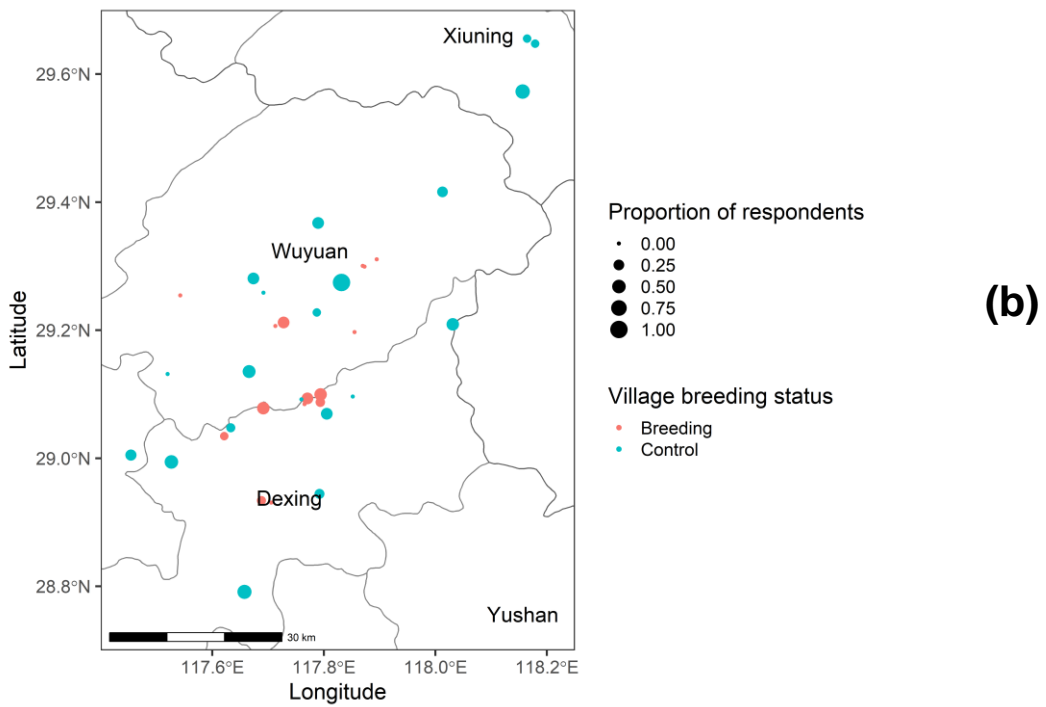 Xiuning
29.6°N
29.4°N
Wuyuan
29.2°N
29.0°N
Dexing
28.8°N
Yushan
30 km
117.6°E
117.8°E
118.0°E
118.2°E
Longitude
Latitude
Proportion of respondents
0.00
0.25
0.50
0.75
1.00
Village breeding status
Breeding
Control
(b)